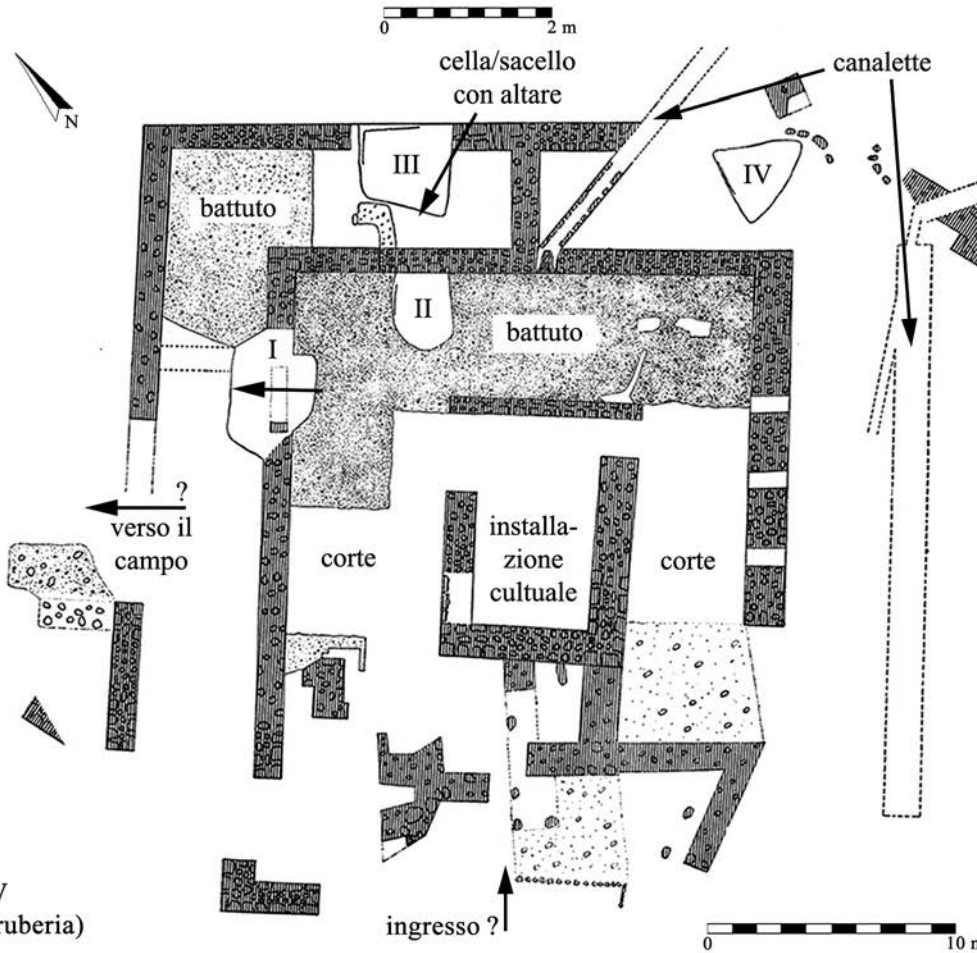 0
2 m
N
cella/sacello
con altare
canalette
III
IV
battuto
II
battuto
I
?
verso il
campo
corte
installa-
zione
cultuale
corte
ruberia)
ingresso ?
0
10 m